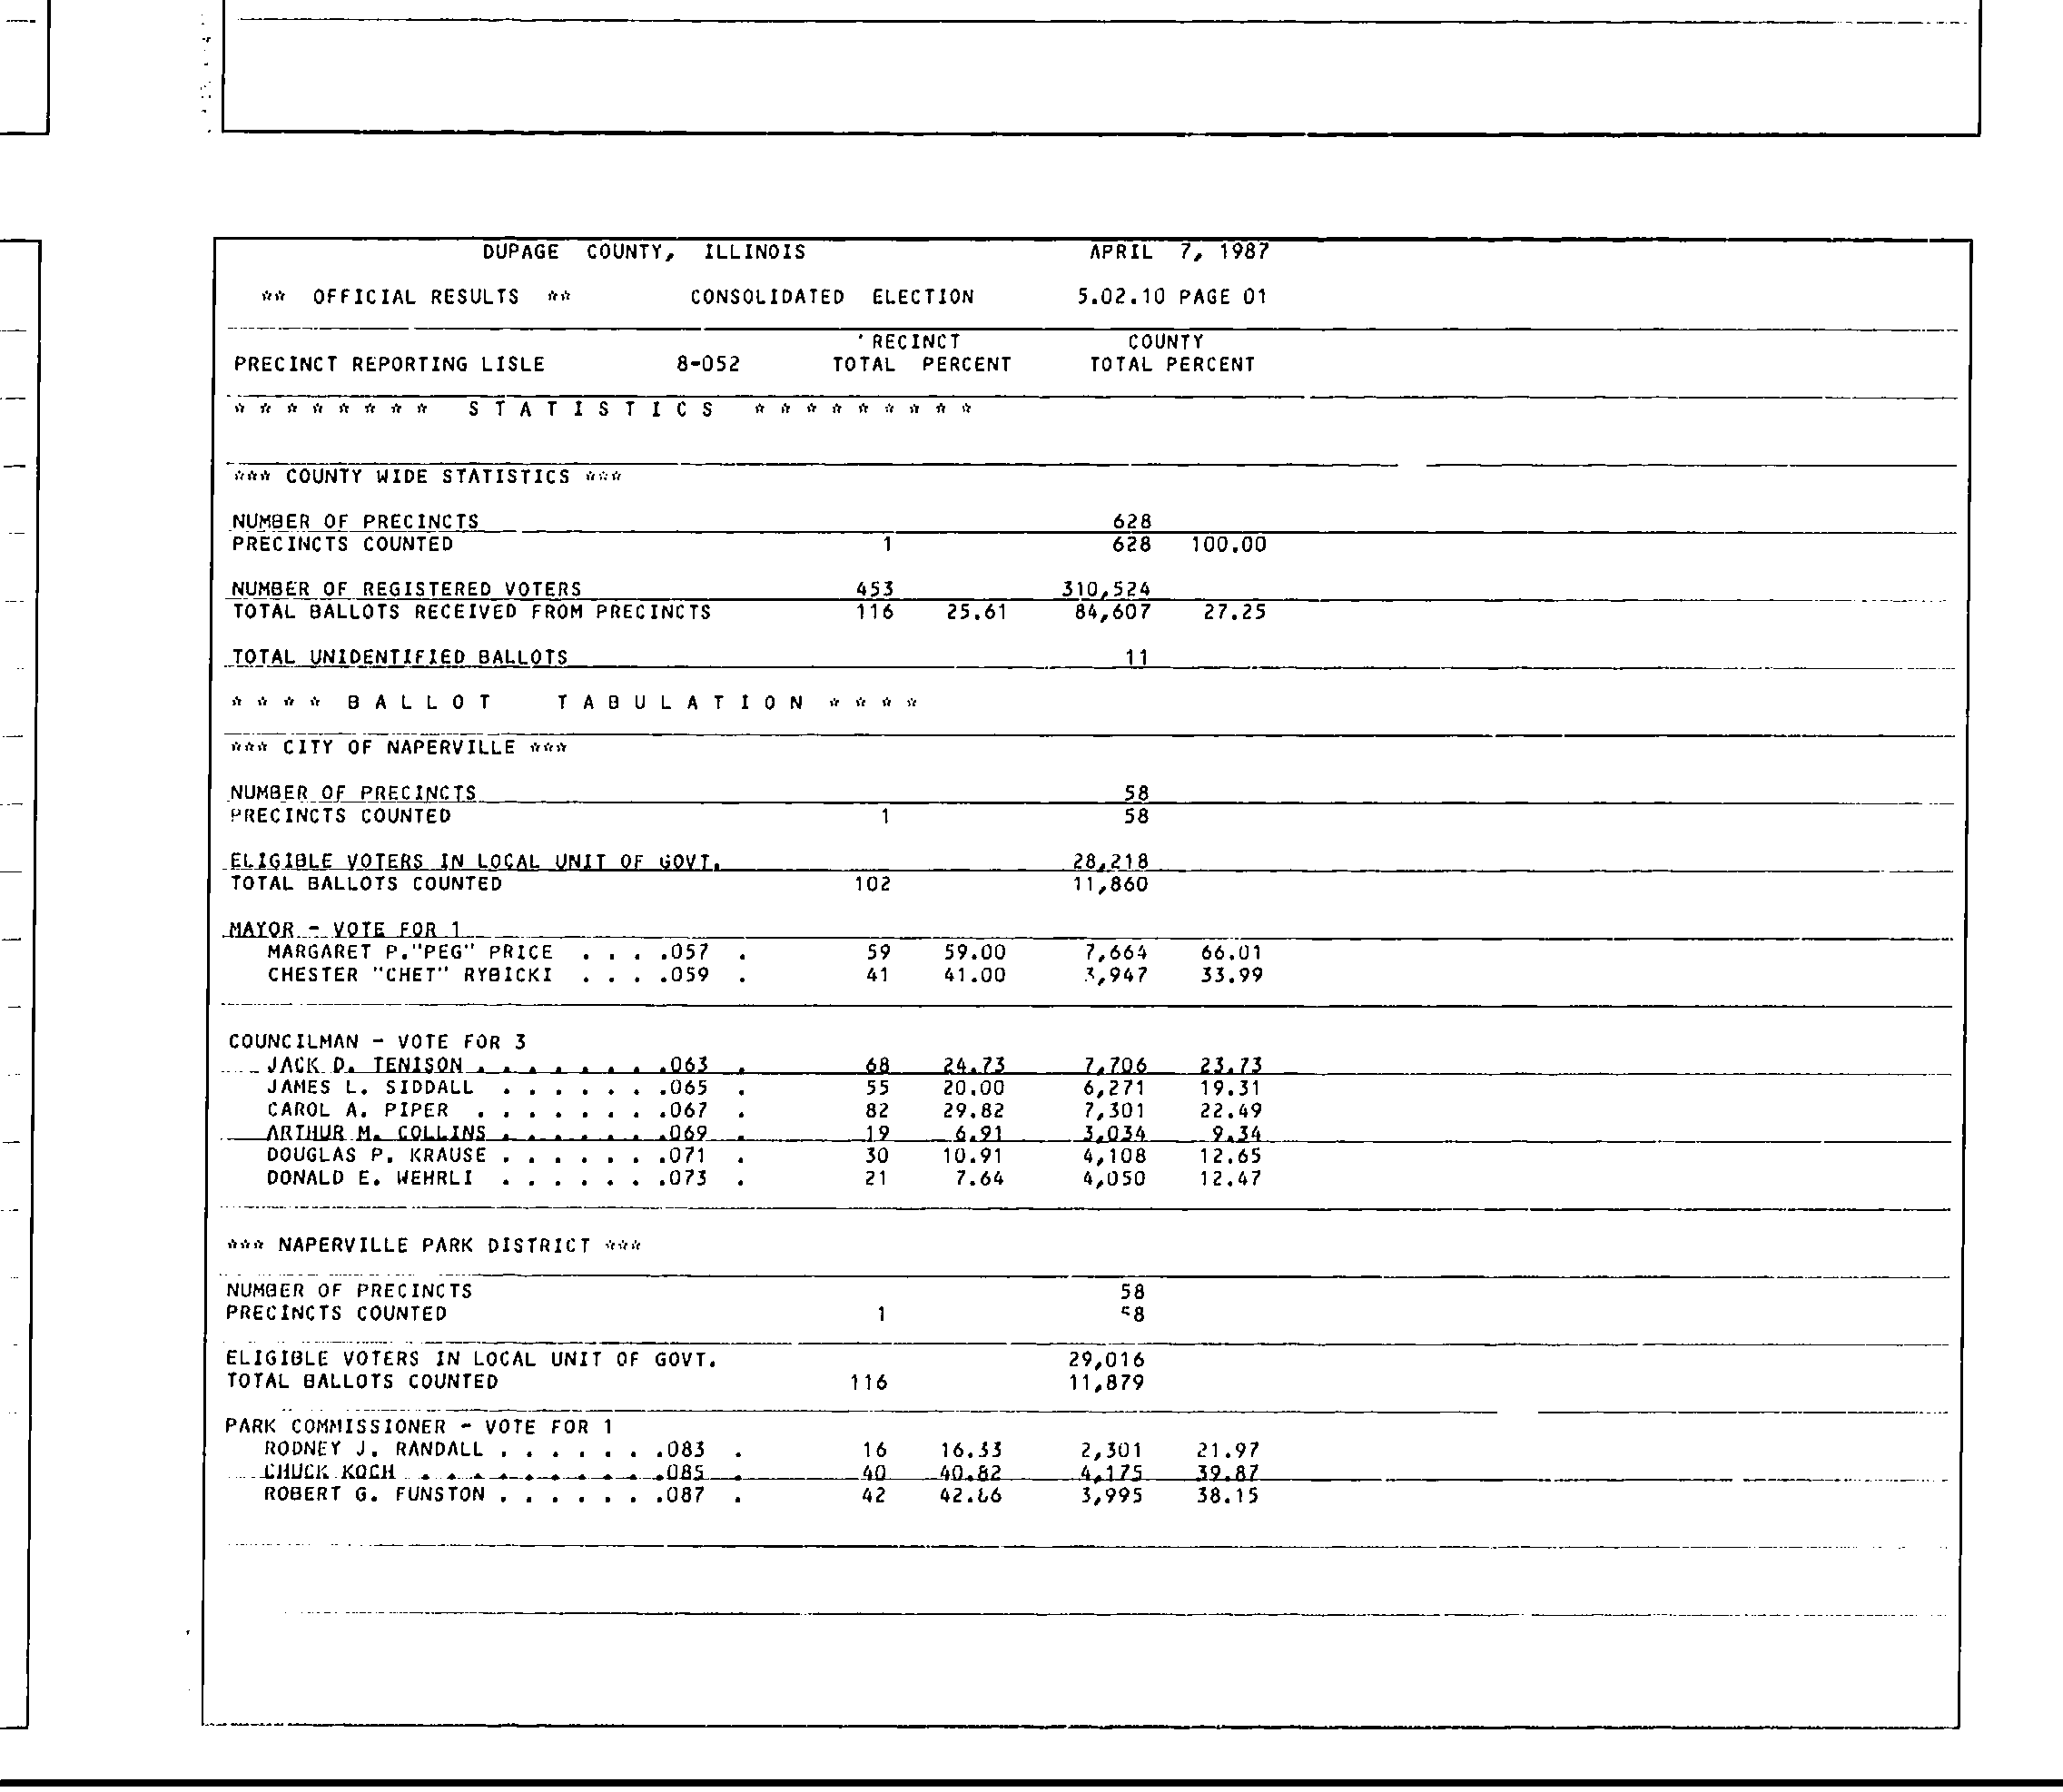 DUPAGE COUNTY, ILLINOIS APRIL 7, 1987
** OFFICIAL RESULTS ** CONSOLIDATED ELECTION 5.02.10 PAGE 01
'RECINCT COUNTY
PRECINCT REPORTING LISLE 8-052 TOTAL PERCENT TOTAL PERCENT
* * * * * * * * S T A T I S T I C S * * * * * * * * *
*** COUNTY WIDE STATISTICS ***
NUMBER OF PRECINCTS 628
PRECINCTS COUNTED 1 628 100.00
NUMBER OF REGISTERED VOTERS 453 310,524
TOTAL BALLOTS RECEIVED FROM PRECINCTS 116 25.61 84,607 27.25
TOTAL UNIDENTIFIED BALLOTS 11
* * * * B A L L O T T A B U L A T I O N * * * *
*** CITY OF NAPERVILLE ***
NUMBER OF PRECINCTS 58
PRECINCTS COUNTED 1 58
ELIGIBLE VOTERS IN LOCAL UNIT OF GOVT. 28,218
TOTAL BALLOTS COUNTED 102 11,860
MAYOR - VOTE FOR 1
MARGARET P."PEG" PRICE . . . .057 . 59 59.00 7,664 66.01
CHESTER "CHET" RYBICKI . . . .059 . 41 41.00 3,947 33.99
COUNCILMAN - VOTE FOR 3
JACK D. TENISON . . . . . . . .063 . 68 24.73 7,706 23.73
JAMES L. SIDDALL . . . . . . .065 . 55 20.00 6,271 19.31
CAROL A. PIPER . . . . . . . .067 . 82 29.82 7,301 22.49
ARTHUR M. COLLINS . . . . . . .069 . 19 6.91 3,034 9.34
DOUGLAS P. KRAUSE . . . . . . .071 . 30 10.91 4,108 12.65
DONALD E. WEHRLI . . . . . . .073 . 21 7.64 4,050 12.47
*** NAPERVILLE PARK DISTRICT ***
NUMBER OF PRECINCTS 58
PRECINCTS COUNTED 1 58
ELIGIBLE VOTERS IN LOCAL UNIT OF GOVT. 29,016
TOTAL BALLOTS COUNTED 116 11,879
PARK COMMISSIONER - VOTE FOR 1
RODNEY J. RANDALL . . . . . . .083 . 16 16.33 2,301 21.97
CHUCK KOCH . . . . . . . . . .085 . 40 40.82 4,175 39.87
ROBERT G. FUNSTON . . . . . . .087 . 42 42.86 3,995 38.15